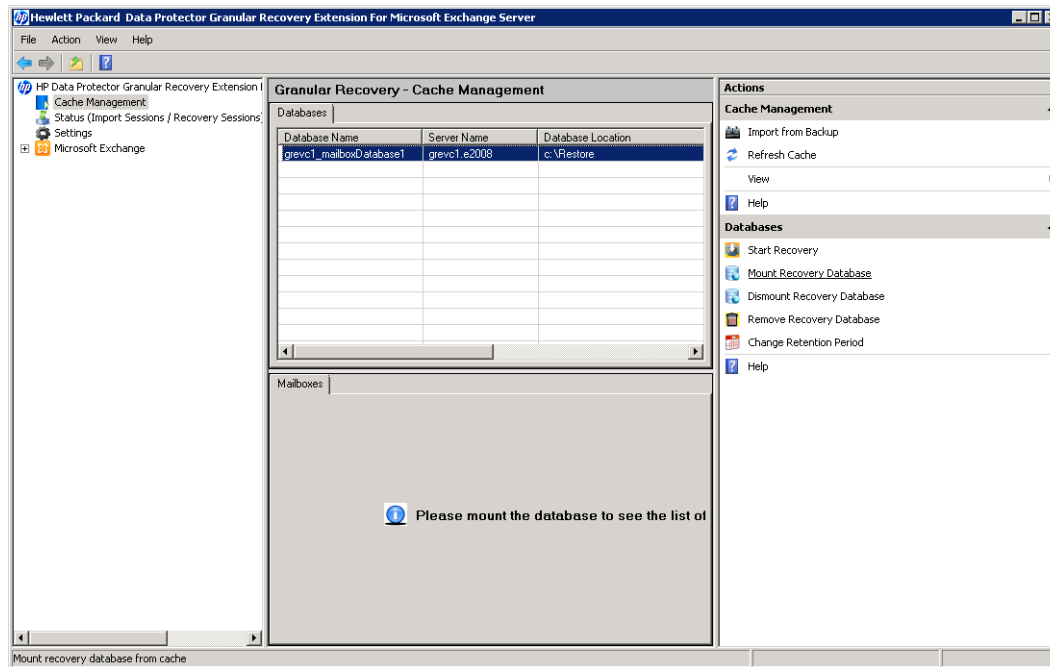 Hewlett Packard Data Protector Granular Recovery Extension For Microsoft Exchange Server
File Action View Help
HP Data Protector Granular Recovery Extension
Cache Management
Status (Import Sessions / Recovery Sessions
Settings
Microsoft Exchange
Granular Recovery - Cache Management
Databases
Database Name Server Name Database Location
grevc1_mailboxDatabase1 grevc1.e2008 c:\Restore
Mailboxes
Please mount the database to see the list of
Actions
Cache Management
Import from Backup
Refresh Cache
View
Help
Databases
Start Recovery
Mount Recovery Database
Dismount Recovery Database
Remove Recovery Database
Change Retention Period
Help
Mount recovery database from cache